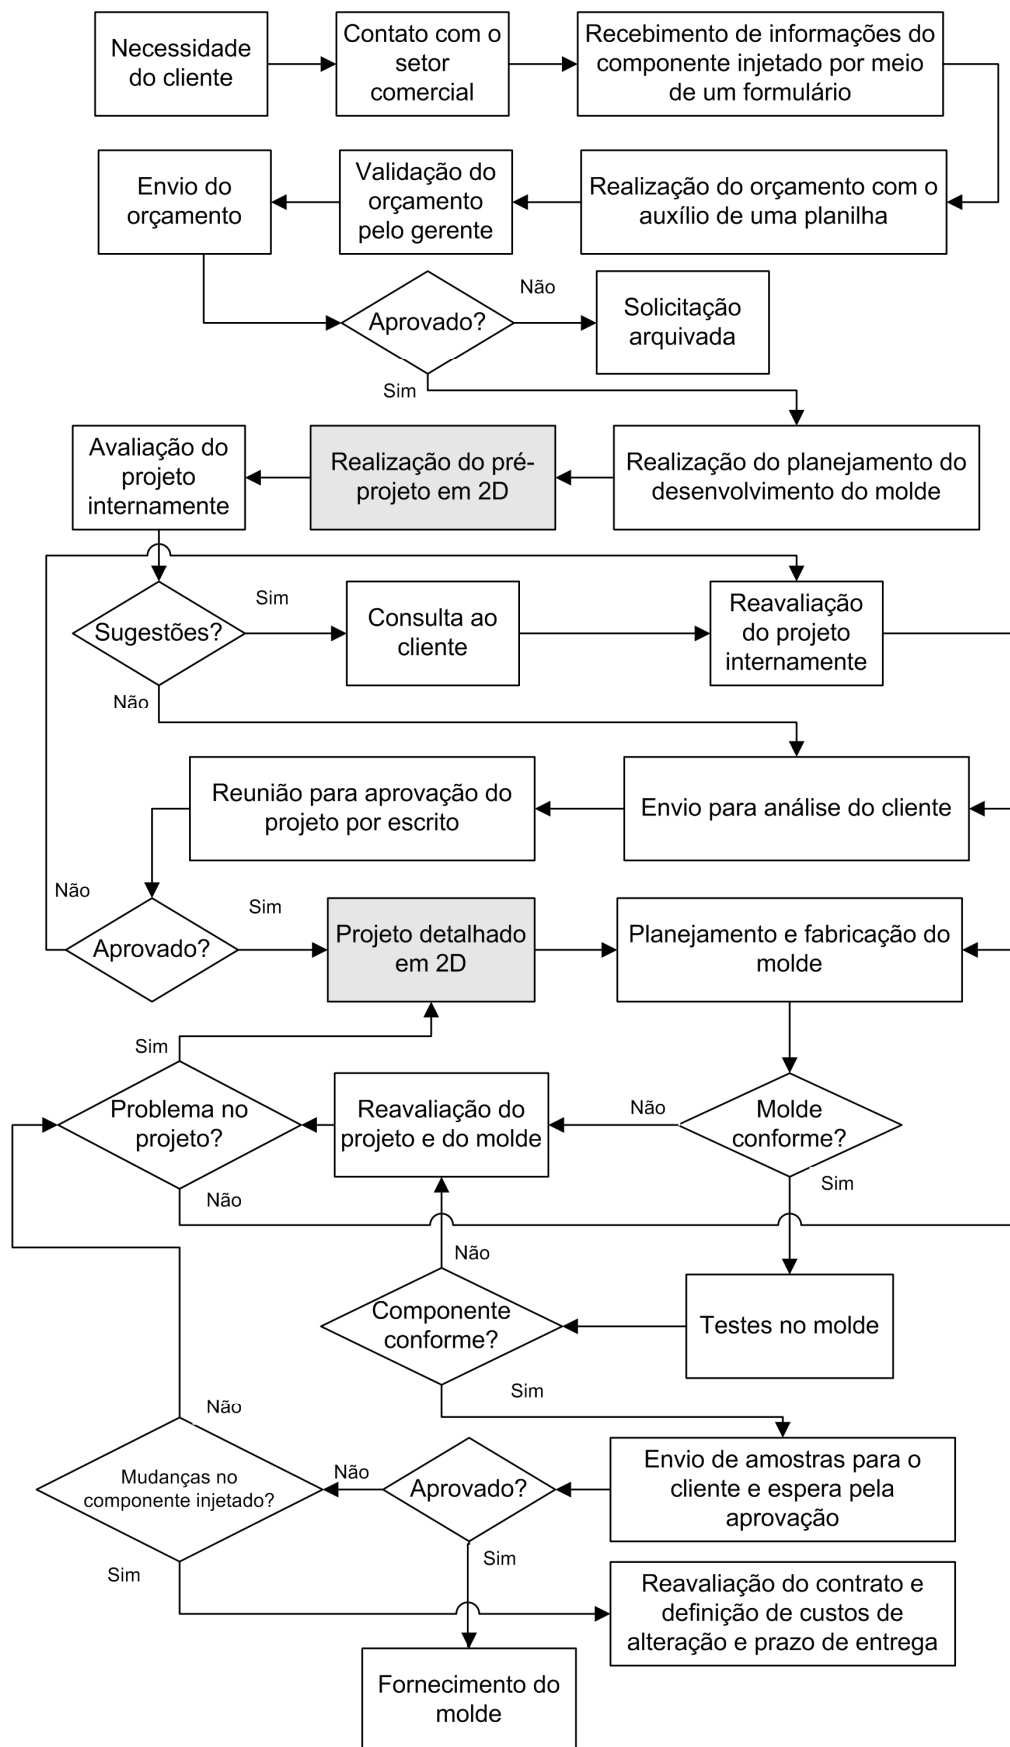 Necessidade
do cliente
Contato com o
setor
comercial
Recebimento de informações do
componente injetado por meio
de um formulário
Envio do
orçamento
Validação do
orçamento
pelo gerente
Realização do orçamento com o
auxílio de uma planilha
Aprovado?
Não
Solicitação
arquivada
Sim
Avaliação do
projeto
internamente
Realização do pré-
projeto em 2D
Realização do planejamento do
desenvolvimento do molde
Sugestões?
Sim
Consulta ao
cliente
Reavaliação
do projeto
internamente
Não
Reunião para aprovação do
projeto por escrito
Envio para análise do cliente
Não
Aprovado?
Sim
Projeto detalhado
em 2D
Planejamento e fabricação do
molde
Sim
Problema no
projeto?
Reavaliação do
projeto e do molde
Não
Molde
conforme?
Sim
Não
Não
Componente
conforme?
Testes no molde
Sim
Não
Mudanças no
componente injetado?
Não
Aprovado?
Envio de amostras para o
cliente e espera pela
aprovação
Sim
Sim
Reavaliação do contrato e
definição de custos de
alteração e prazo de entrega
Fornecimento do
molde